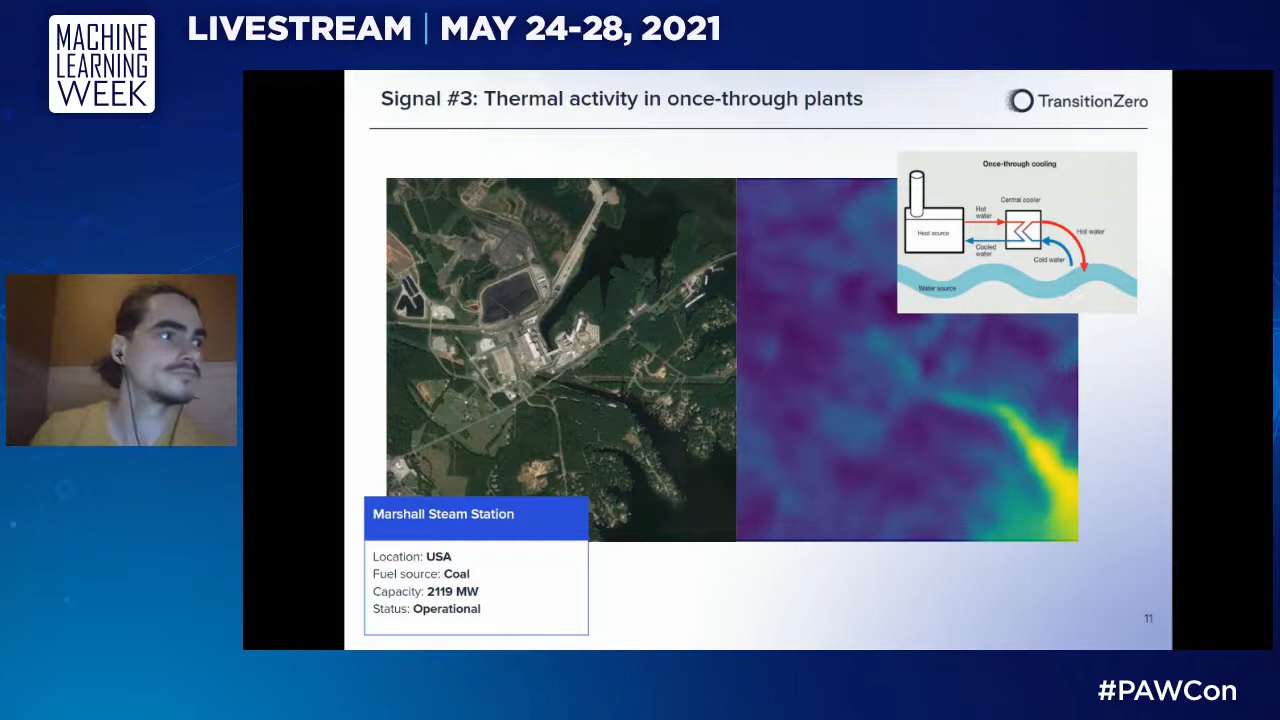 MACHINE
LEARNING
WEEK
LIVESTREAM | MAY 24-28, 2021
Signal #3: Thermal activity in once-through plants
TransitionZero
Once-through cooling
Central cooler
Hot
water
Heat source
Hot water
Cooled
water
Cold water
Water source
Marshall Steam Station
Location: USA
Fuel source: Coal
Capacity: 2119 MW
Status: Operational
11
#PAWCon